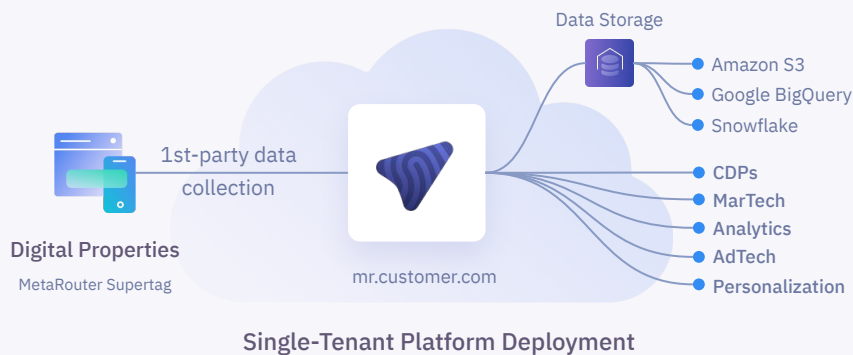 Data Storage
Amazon S3
Google BigQuery
Snowflake
1st-party data
collection
CDPs
MarTech
Analytics
AdTech
Personalization
Digital Properties
MetaRouter Supertag
mr.customer.com
Single-Tenant Platform Deployment